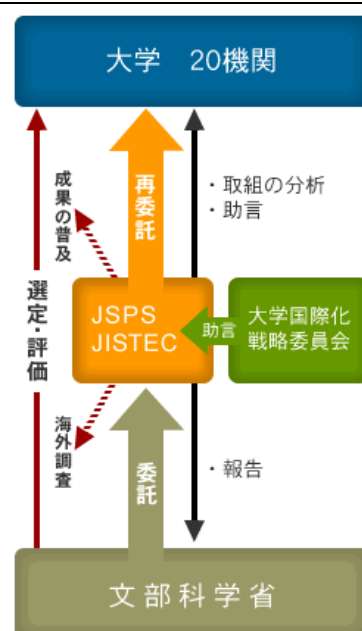 大学 20機関
成果の普及
再委託
・取組の分析
・助言
選定・評価
JSPS
JISTEC
助言
大学国際化
戦略委員会
海外調査
委託
・報告
文部科学省